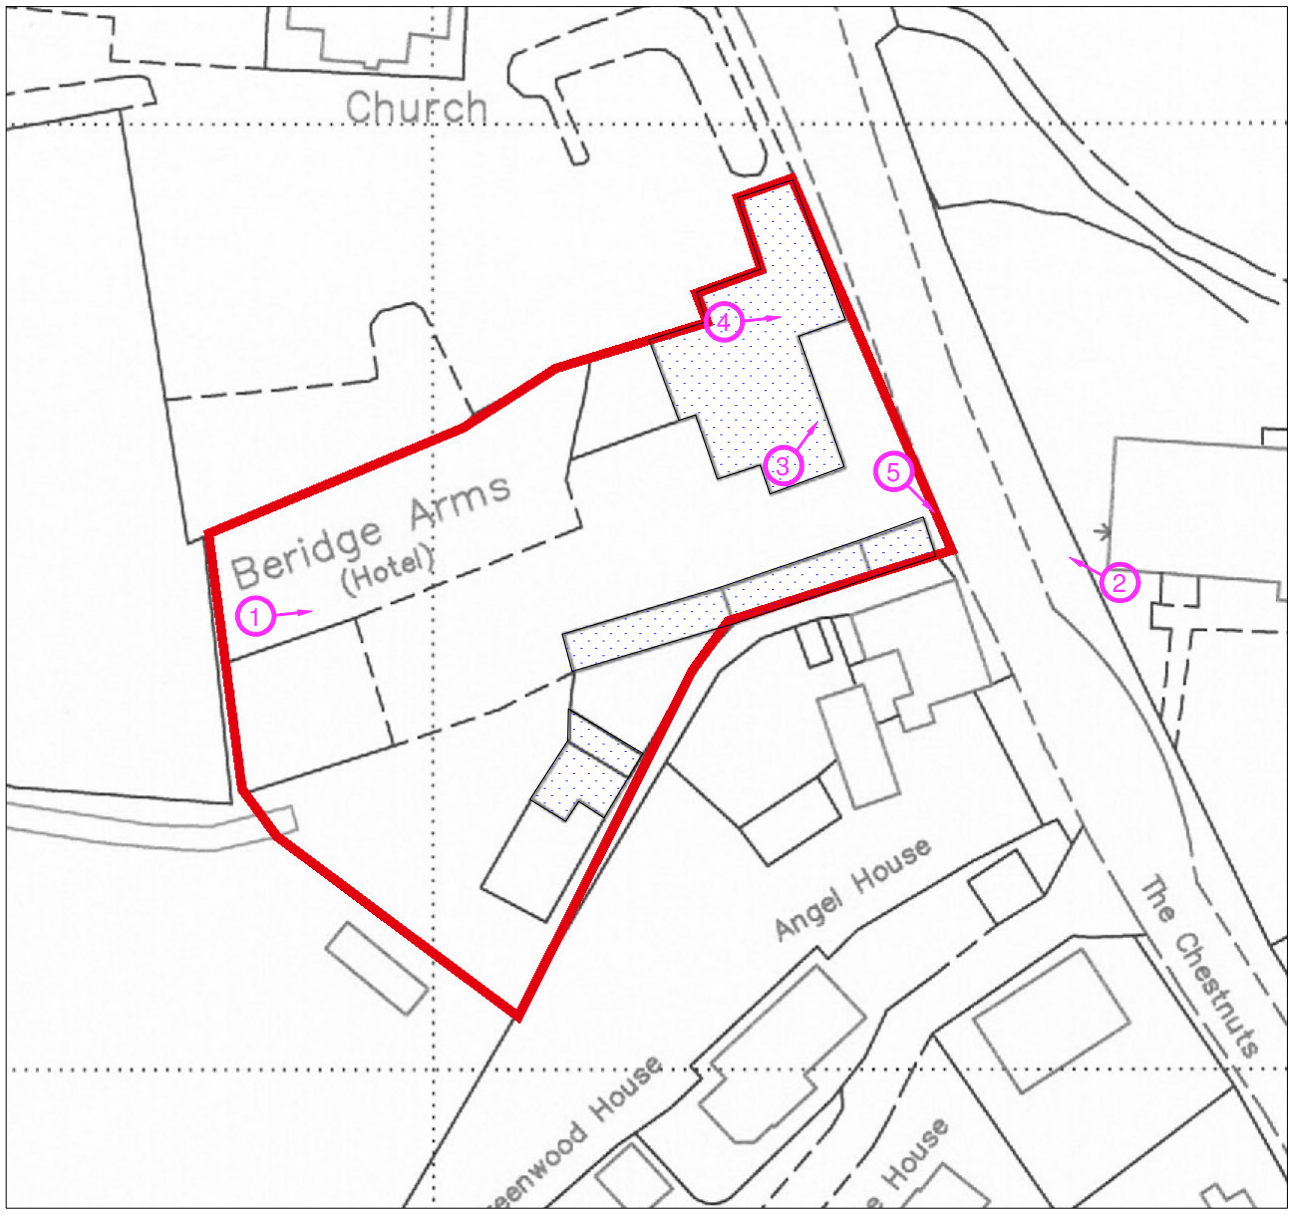 Church
4
3
5
Beridge Arms
(Hotel)
1
2
Angel House
The Chestnuts
eenwood House
e House